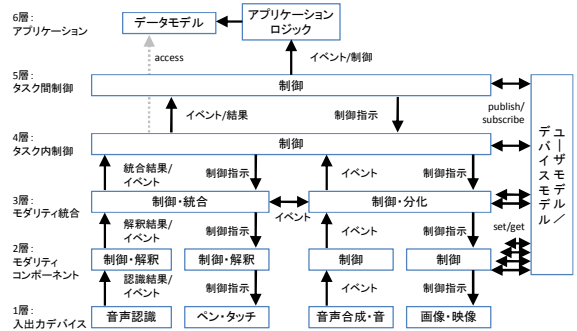 6層：
アプリケーション
データモデル
アプリケーション
ロジック
access
イベント/制御
5層：
タスク間制御
制御
イベント/結果
制御指示
publish/
subscribe
4層：
タスク内制御
制御
統合結果/
イベント
制御指示
イベント
制御指示
3層：
モダリティ統合
制御・統合
イベント
制御・分化
解釈結果/
イベント
制御指示
イベント
制御指示
set/get
2層：
モダリティ
コンポーネント
制御・解釈
制御・解釈
制御
制御
認識結果/
イベント
制御指示
イベント
制御指示
1層：
入出力デバイス
音声認識
ペン・タッチ
音声合成・音
画像・映像
ユーザモデル／
デバイスモデル